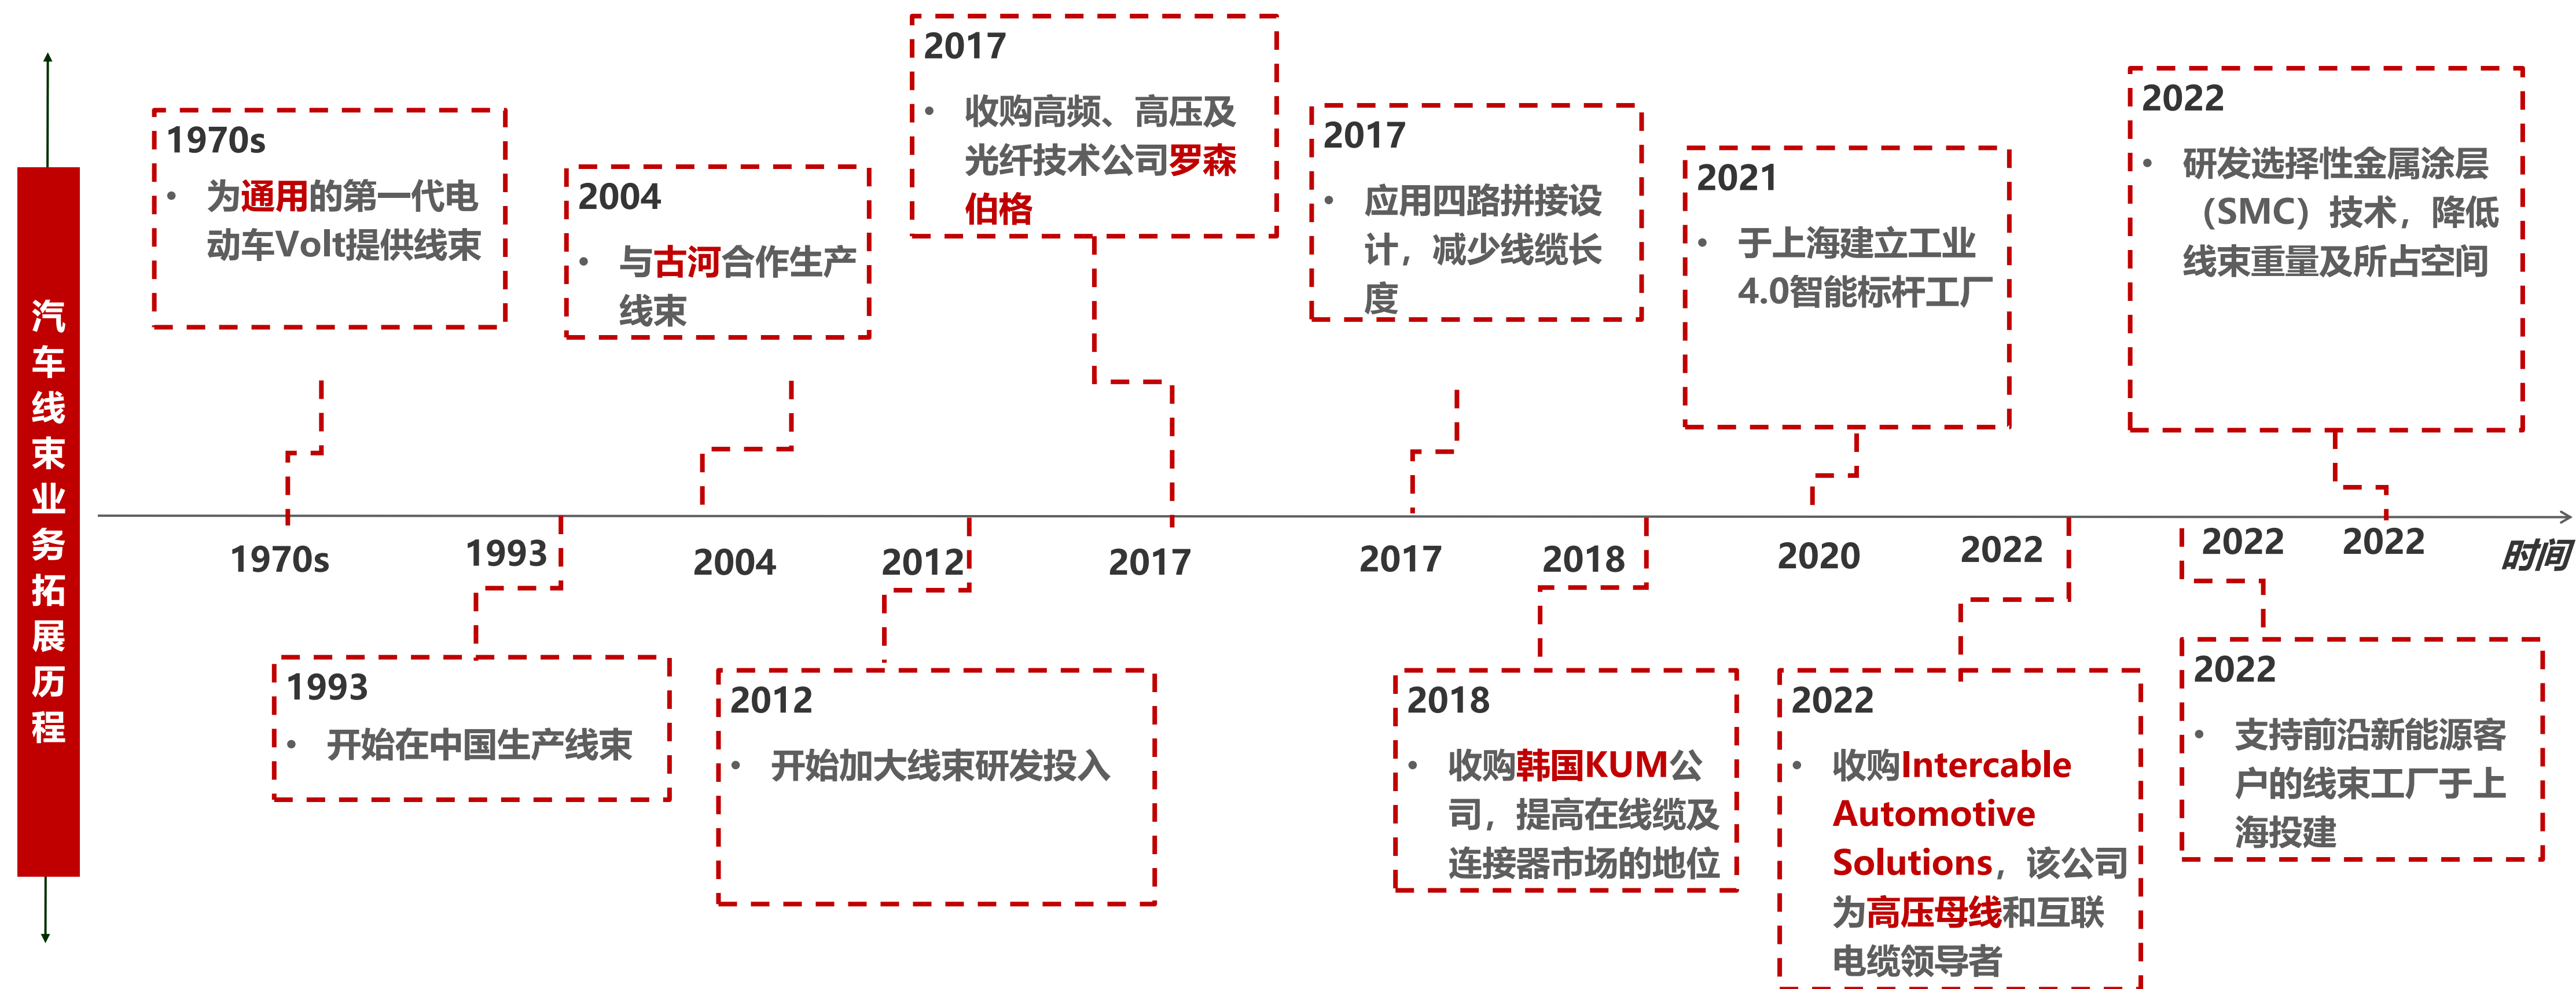 汽车线束业务拓展历程
1970s
• 为通用的第一代电
动车Volt提供线束
2004
• 与古河合作生产
线束
2017
• 收购高频、高压及
光纤技术公司罗森
伯格
2017
• 应用四路拼接设
计，减少线缆长
度
2021
• 于上海建立工业
4.0智能标杆工厂
2022
• 研发选择性金属涂层
（SMC）技术，降低
线束重量及所占空间
1970s
1993
2004
2012
2017
2017
2018
2020
2022
2022
2022
时间
1993
• 开始在中国生产线束
2012
• 开始加大线束研发投入
2018
• 收购韩国KUM公
司，提高在线缆及
连接器市场的地位
2022
• 收购Intercable
Automotive
Solutions，该公司
为高压母线和互联
电缆领导者
2022
• 支持前沿新能源客
户的线束工厂于上
海投建